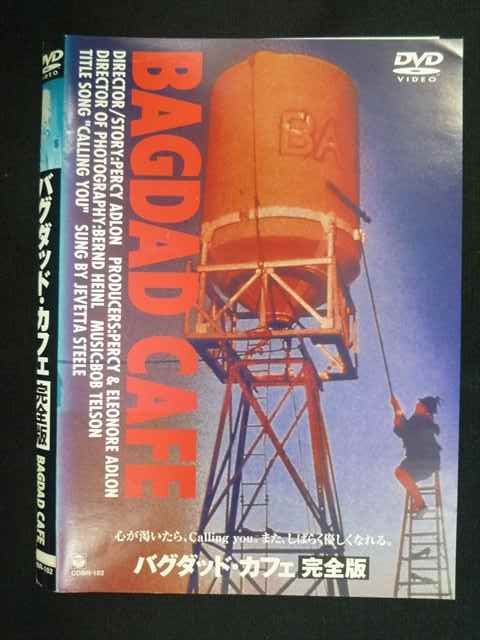 DVD
バグダッド・カフェ 完全版 BAGDAD CAFE
DVD
VIDEO
BAGDAD CAFE
DIRECTOR/STORY:PERCY ADLON PRODUCERS:PERCY & ELEONORE ADLON
DIRECTOR OF PHOTOGRAPHY:BERND HEINL MUSIC:BOB TELSON
TITLE SONG "CALLING YOU" SUNG BY JEVETTA STEELE
BA
心が渇いたら、Calling you。また、しばらく優しくなれる。
バグダッド・カフェ 完全版